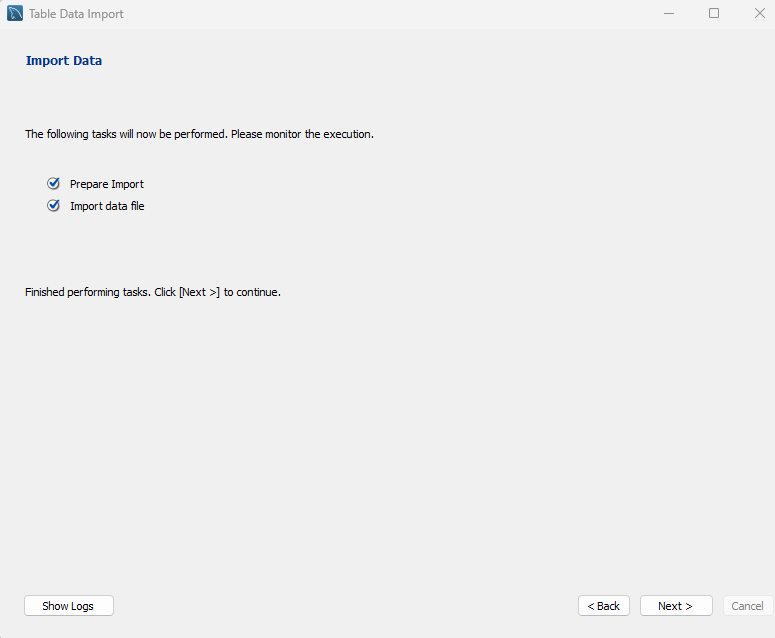 Table Data Import
Import Data
The following tasks will now be performed. Please monitor the execution.
Prepare Import
Import data file
Finished performing tasks. Click [Next >] to continue.
Show Logs
< Back
Next >
Cancel